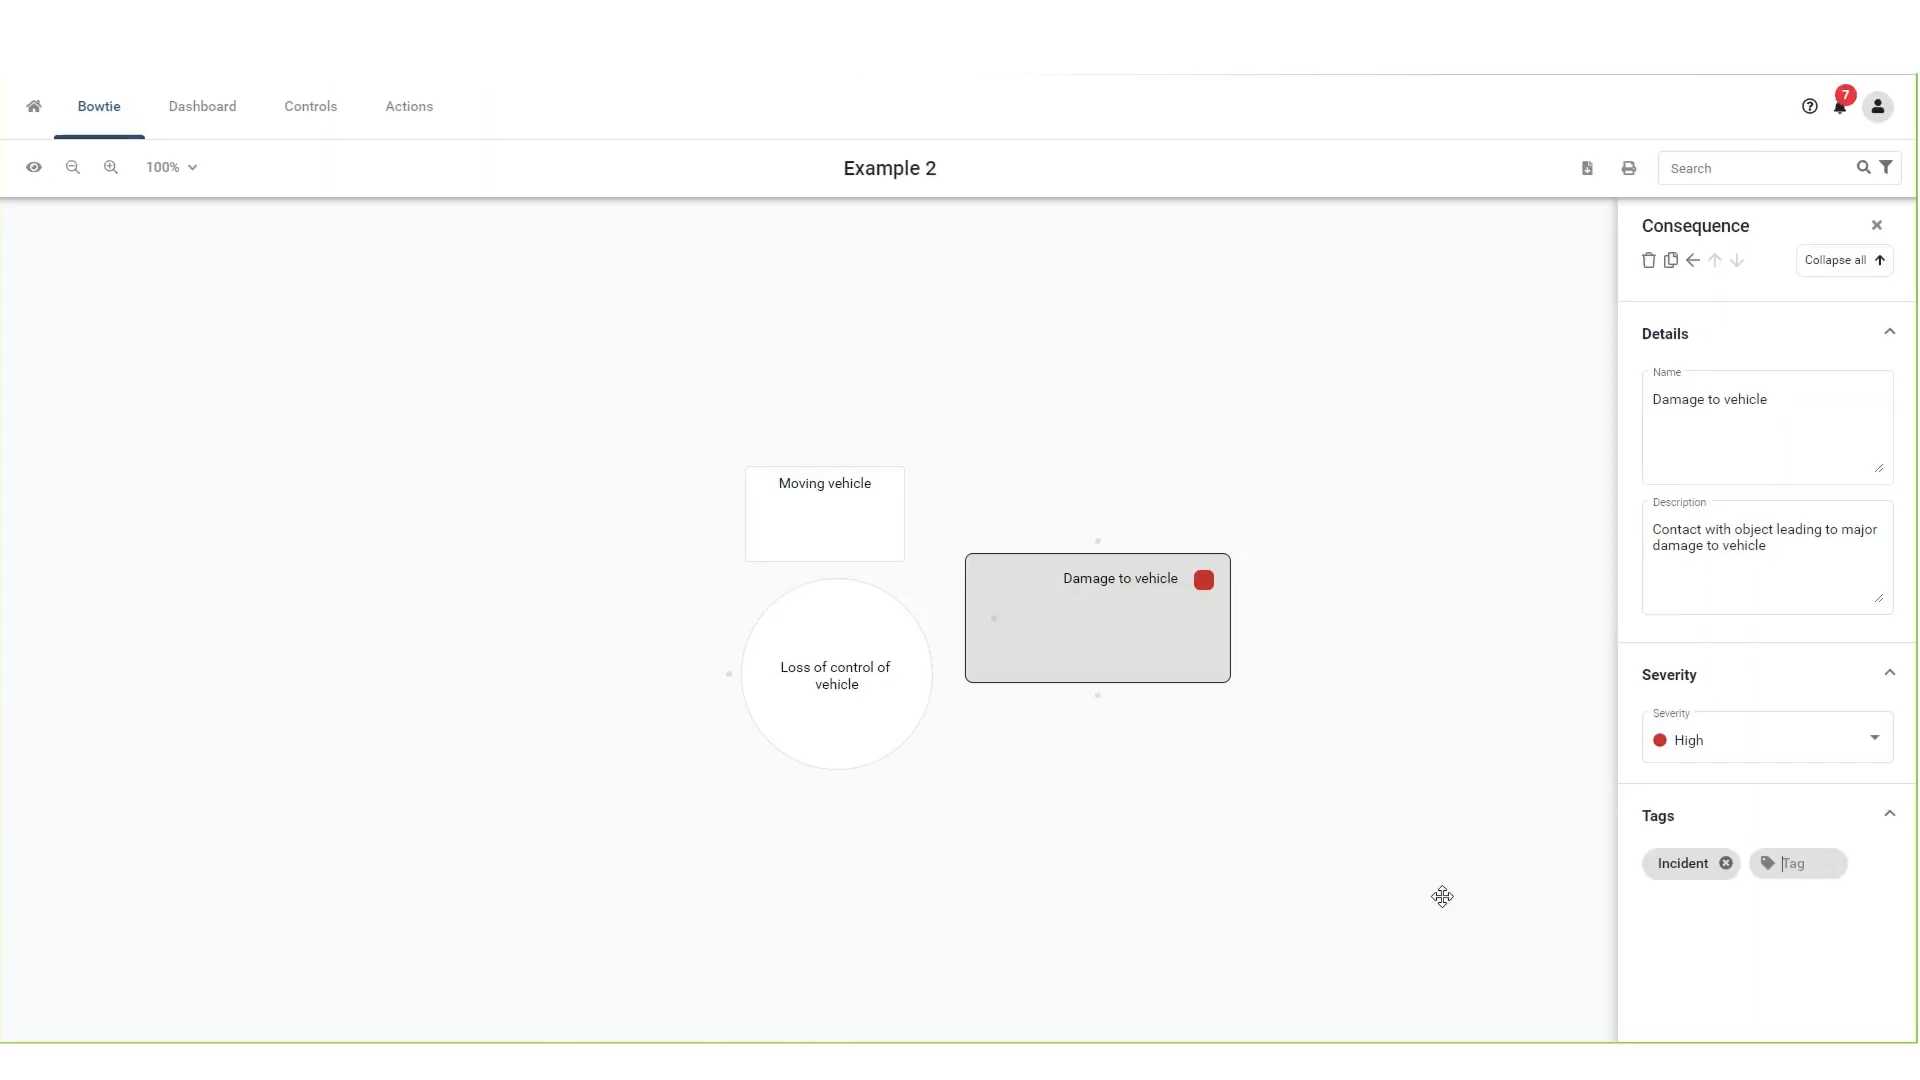 Bowtie
Dashboard
Controls
Actions
7
100%
Example 2
Search
Consequence
Collapse all
Details
Name
Damage to vehicle
Description
Contact with object leading to major
damage to vehicle
Severity
Severity
High
Tags
Incident
Tag
Moving vehicle
Damage to vehicle
Loss of control of
vehicle